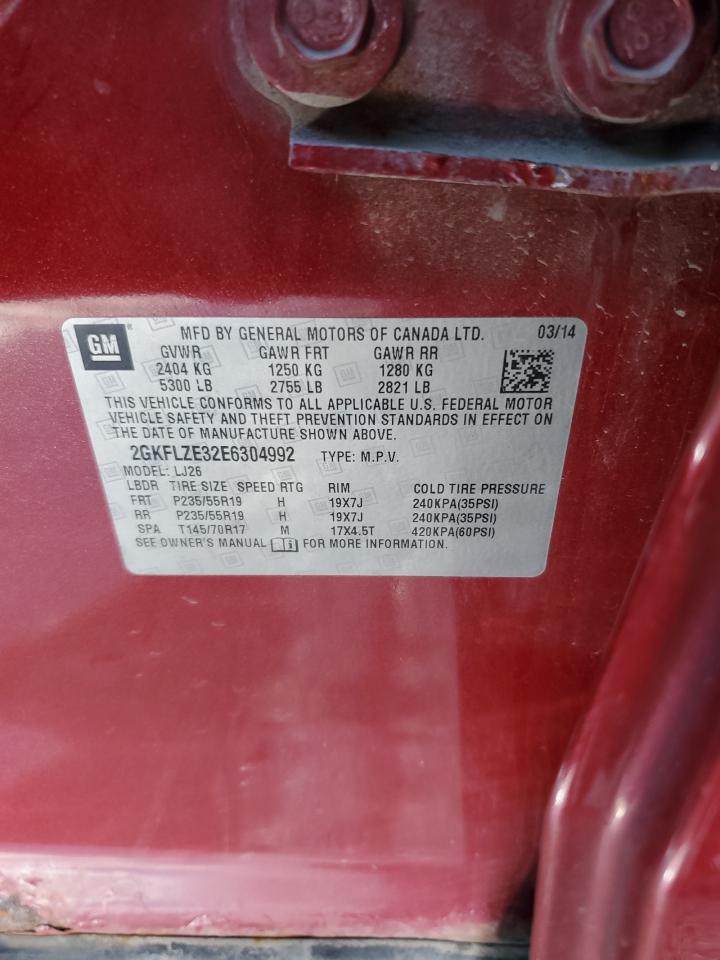 GM ® MFD BY GENERAL MOTORS OF CANADA LTD. 03/14
GVWR GAWR FRT GAWR RR
2404 KG 1250 KG 1280 KG
5300 LB 2755 LB 2821 LB
THIS VEHICLE CONFORMS TO ALL APPLICABLE U.S. FEDERAL MOTOR
VEHICLE SAFETY AND THEFT PREVENTION STANDARDS IN EFFECT ON
THE DATE OF MANUFACTURE SHOWN ABOVE.
2GKFLZE32E6304992 TYPE: M.P.V.
MODEL: LJ26
LBDR TIRE SIZE SPEED RTG RIM COLD TIRE PRESSURE
FRT P235/55R19 H 19X7J 240KPA(35PSI)
RR P235/55R19 H 19X7J 240KPA(35PSI)
SPA T145/70R17 M 17X4.5T 420KPA(60PSI)
SEE OWNER'S MANUAL FOR MORE INFORMATION.